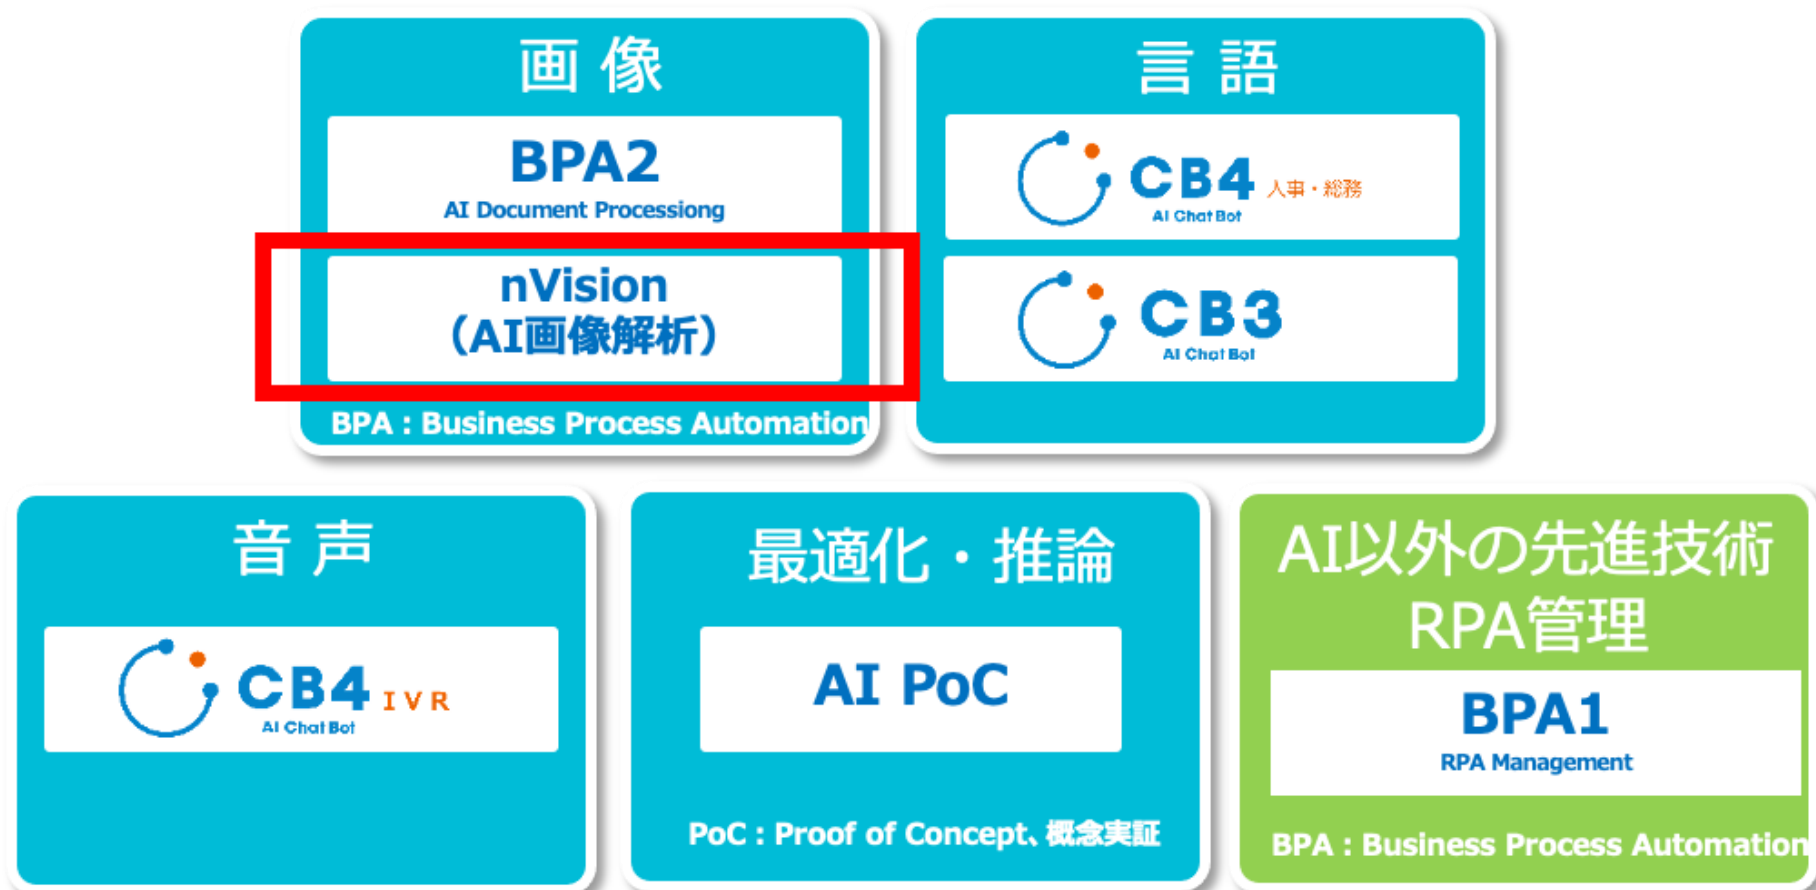 画像
BPA2
AI Document Processiong
nVision
（AI画像解析）
BPA : Business Process Automation
言語
CB4 人事・総務
AI Chat Bot
CB3
AI Chat Bot
音声
CB4 IVR
AI Chat Bot
最適化・推論
AI PoC
PoC : Proof of Concept、概念実証
AI以外の先進技術
RPA管理
BPA1
RPA Management
BPA : Business Process Automation